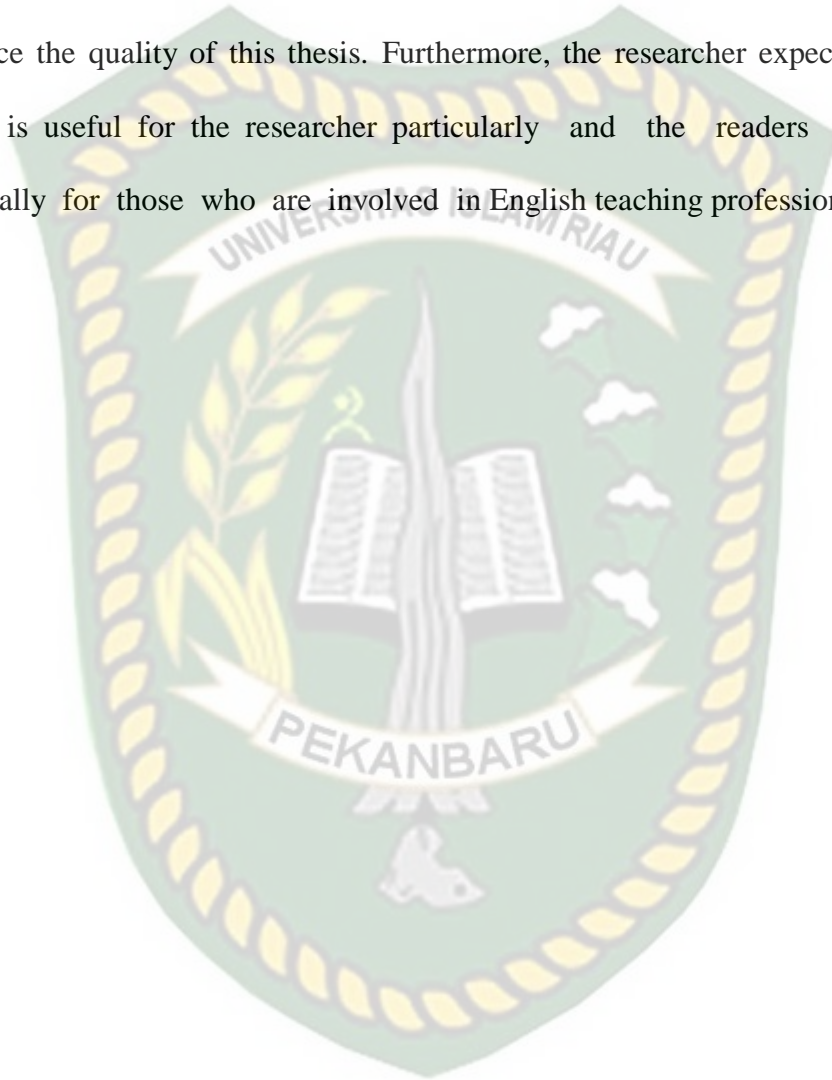 ce the quality of this thesis. Furthermore, the researcher expec
is useful for the researcher particularly and the readers
ally for those who are involved in English teaching profession
UNIVERSITAS ISLAM RIAU
PEKANBARU